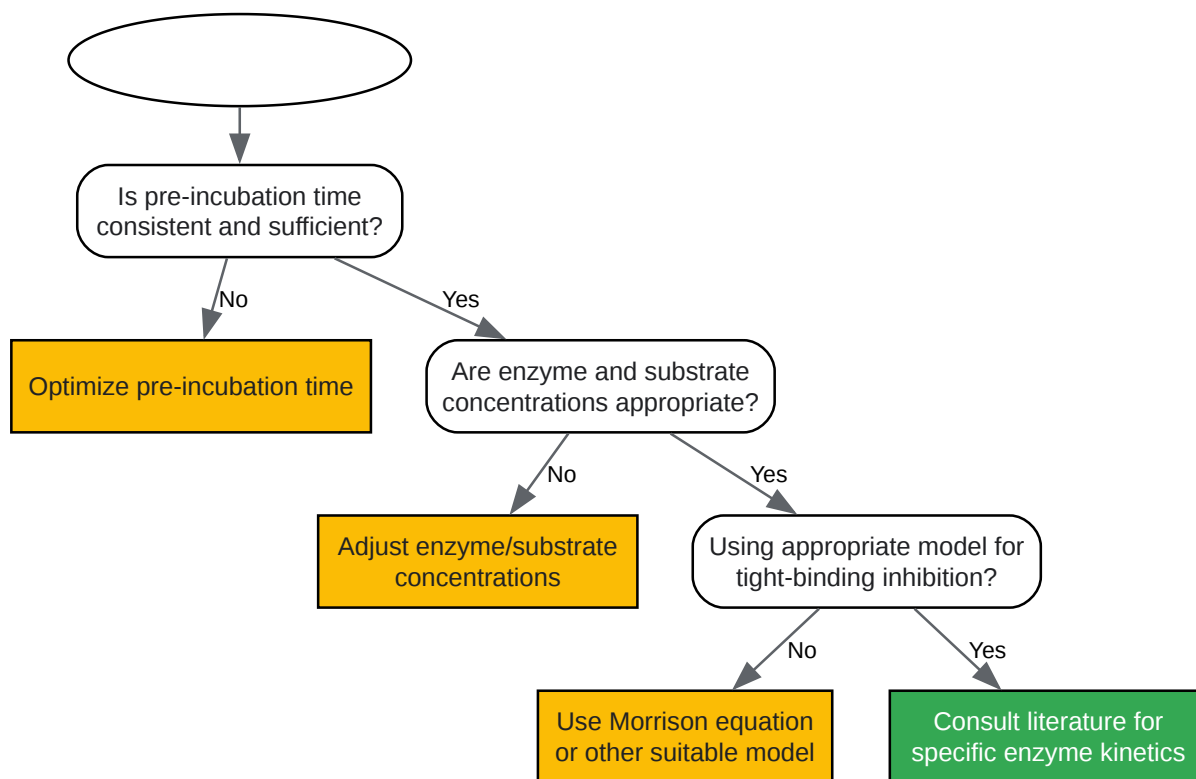 Is pre-incubation time
consistent and sufficient?
No
Yes
Optimize pre-incubation time
Are enzyme and substrate
concentrations appropriate?
No
Yes
Adjust enzyme/substrate
concentrations
Using appropriate model for
tight-binding inhibition?
No
Yes
Use Morrison equation
or other suitable model
Consult literature for
specific enzyme kinetics